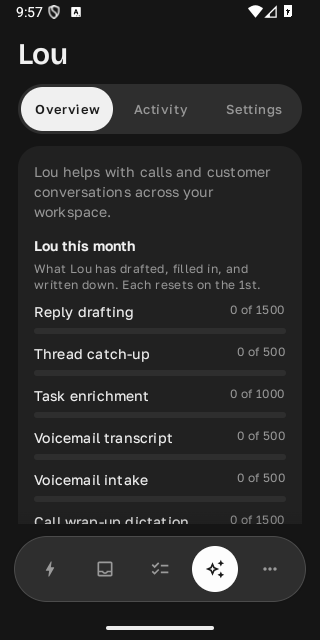 9:57
A
Lou
Overview
Activity
Settings
Lou helps with calls and customer
conversations across your
workspace.
Lou this month
What Lou has drafted, filled in, and
written down. Each resets on the 1st.
Reply drafting 0 of 1500
Thread catch-up 0 of 500
Task enrichment 0 of 1000
Voicemail transcript 0 of 500
Voicemail intake 0 of 500
Call wrap-up dictation 0 of 1500